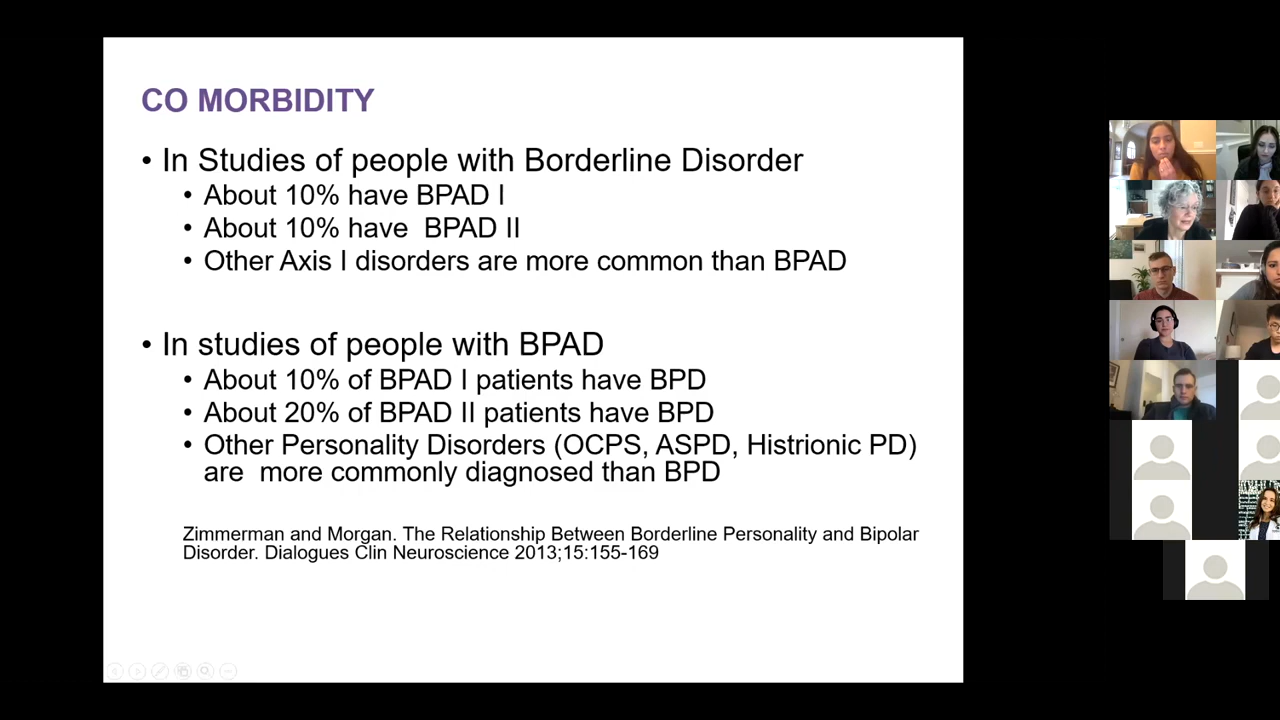 CO MORBIDITY
• In Studies of people with Borderline Disorder
• About 10% have BPAD I
• About 10% have  BPAD II
• Other Axis I disorders are more common than BPAD
• In studies of people with BPAD
• About 10% of BPAD I patients have BPD
• About 20% of BPAD II patients have BPD
• Other Personality Disorders (OCPS, ASPD, Histrionic PD)
are  more commonly diagnosed than BPD
Zimmerman and Morgan. The Relationship Between Borderline Personality and Bipolar
Disorder. Dialogues Clin Neuroscience 2013;15:155-169